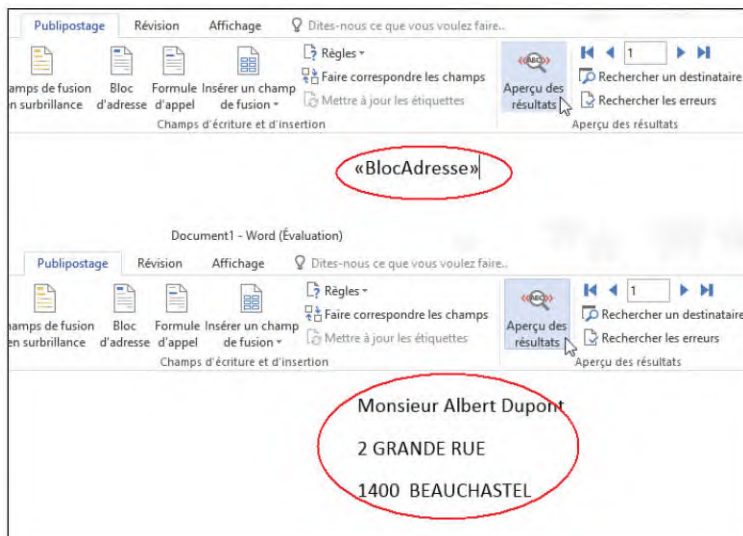 Publipostage Révision Affichage Dites-nous ce que vous voulez faire..
Règles
Faire correspondre les champs
Mettre à jour les étiquettes
amps de fusion
n surbrillance
Bloc
d'adresse
Formule
d'appel
Insérer un champ
de fusion
Champs d'écriture et d'insertion
«ABC»
Aperçu des
résultats
1
Rechercher un destinataire
Rechercher les erreurs
Aperçu des résultats
«BlocAdresse»
Document1 - Word (Évaluation)
Publipostage Révision Affichage Dites-nous ce que vous voulez faire..
Règles
Faire correspondre les champs
Mettre à jour les étiquettes
amps de fusion
n surbrillance
Bloc
d'adresse
Formule
d'appel
Insérer un champ
de fusion
Champs d'écriture et d'insertion
«ABC»
Aperçu des
résultats
1
Rechercher un destinataire
Rechercher les erreurs
Aperçu des résultats
Monsieur Albert Dupont
2 GRANDE RUE
1400 BEAUCHASTEL